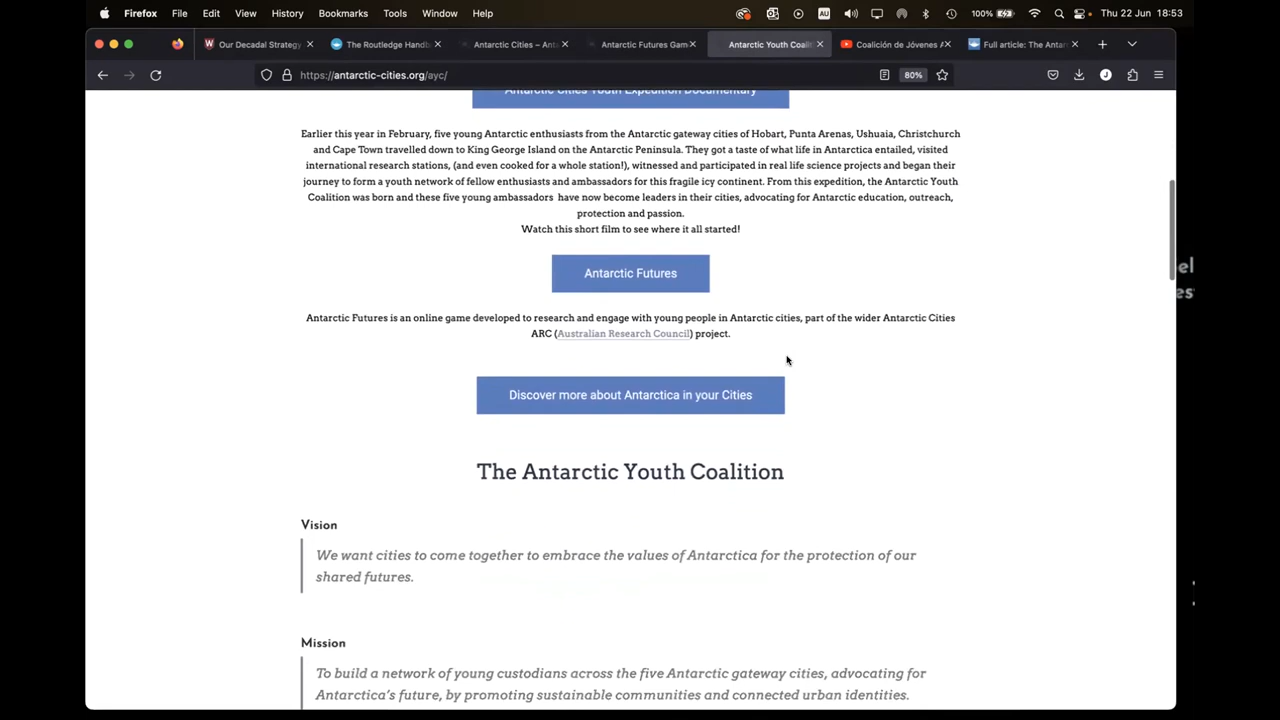 Firefox File Edit View History Bookmarks Tools Window Help AU 100% Thu 22 Jun 18:53
Our Decadal Strategy The Routledge Handb Antarctic Cities – Ant Antarctic Futures Gam Antarctic Youth Coalit Coalición de Jóvenes A Full article: The Antar
https://antarctic-cities.org/ayc/ 80%
Antarctic Cities Youth Expedition Documentary
Earlier this year in February, five young Antarctic enthusiasts from the Antarctic gateway cities of Hobart, Punta Arenas, Ushuaia, Christchurch
and Cape Town travelled down to King George Island on the Antarctic Peninsula. They got a taste of what life in Antarctica entailed, visited
international research stations, (and even cooked for a whole station!), witnessed and participated in real life science projects and began their
journey to form a youth network of fellow enthusiasts and ambassadors for this fragile icy continent. From this expedition, the Antarctic Youth
Coalition was born and these five young ambassadors have now become leaders in their cities, advocating for Antarctic education, outreach,
protection and passion.
Watch this short film to see where it all started!
Antarctic Futures
Antarctic Futures is an online game developed to research and engage with young people in Antarctic cities, part of the wider Antarctic Cities
ARC (Australian Research Council) project.
Discover more about Antarctica in your Cities
The Antarctic Youth Coalition
Vision
We want cities to come together to embrace the values of Antarctica for the protection of our
shared futures.
Mission
To build a network of young custodians across the five Antarctic gateway cities, advocating for
Antarctica's future, by promoting sustainable communities and connected urban identities.